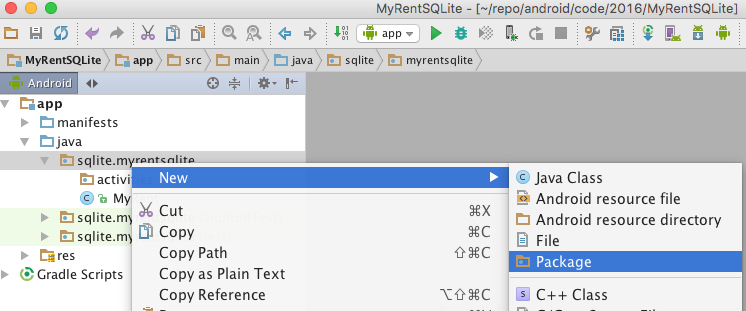 MyRentSQLite - [~/repo/android/code/2016/MyRentSQLite]
app
MyRentSQLite app src main java sqlite myrentsqlite
Android
app
manifests
java
sqlite.myrentsqlite
activitie
My
sqlite.my
sqlite.my
res
Gradle Scripts
New
Cut ⌘X
Copy ⌘C
Copy Path ⇧⌘C
Copy as Plain Text
Copy Reference ⌥⇧⌘C
Java Class
Android resource file
Android resource directory
File
Package
C++ Class